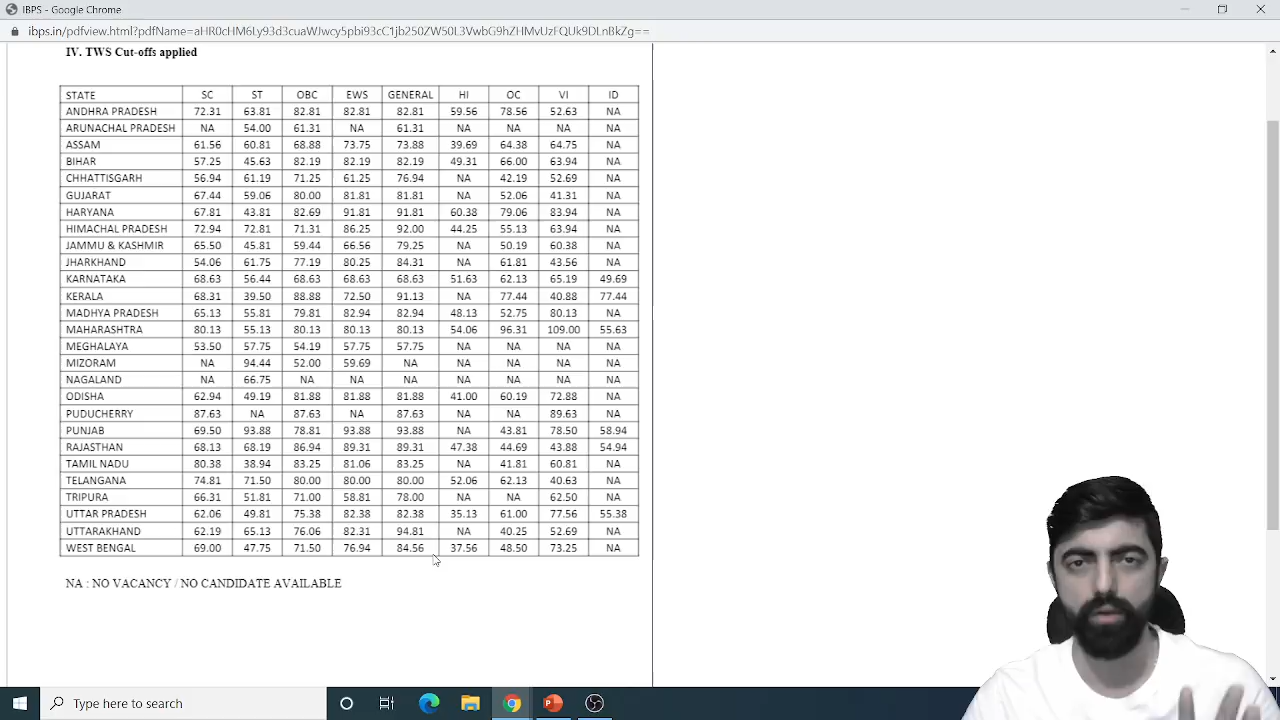 IBPS - Google Chrome
ibps.in/pdfview.html?pdfName=aHR0cHM6Ly93d3cuaWJwcy5pbi93cC1jb250ZW50L3VwbG9hZHMvUzFQUk9DLnBkZg==
IV. TWS Cut-offs applied
STATE SC ST OBC EWS GENERAL HI OC VI ID
ANDHRA PRADESH 72.31 63.81 82.81 82.81 82.81 59.56 78.56 52.63 NA
ARUNACHAL PRADESH NA 54.00 61.31 NA 61.31 NA NA NA NA
ASSAM 61.56 60.81 68.88 73.75 73.88 39.69 64.38 64.75 NA
BIHAR 57.25 45.63 82.19 82.19 82.19 49.31 66.00 63.94 NA
CHHATTISGARH 56.94 61.19 71.25 61.25 76.94 NA 42.19 52.69 NA
GUJARAT 67.44 59.06 80.00 81.81 81.81 NA 52.06 41.31 NA
HARYANA 67.81 43.81 82.69 91.81 91.81 60.38 79.06 83.94 NA
HIMACHAL PRADESH 72.94 72.81 71.31 86.25 92.00 44.25 55.13 63.94 NA
JAMMU & KASHMIR 65.50 45.81 59.44 66.56 79.25 NA 50.19 60.38 NA
JHARKHAND 54.06 61.75 77.19 80.25 84.31 NA 61.81 43.56 NA
KARNATAKA 68.63 56.44 68.63 68.63 68.63 51.63 62.13 65.19 49.69
KERALA 68.31 39.50 88.88 72.50 91.13 NA 77.44 40.88 77.44
MADHYA PRADESH 65.13 55.81 79.81 82.94 82.94 48.13 52.75 80.13 NA
MAHARASHTRA 80.13 55.13 80.13 80.13 80.13 54.06 96.31 109.00 55.63
MEGHALAYA 53.50 57.75 54.19 57.75 57.75 NA NA NA NA
MIZORAM NA 94.44 52.00 59.69 NA NA NA NA NA
NAGALAND NA 66.75 NA NA NA NA NA NA NA
ODISHA 62.94 49.19 81.88 81.88 81.88 41.00 60.19 72.88 NA
PUDUCHERRY 87.63 NA 87.63 NA 87.63 NA NA 89.63 NA
PUNJAB 69.50 93.88 78.81 93.88 93.88 NA 43.81 78.50 58.94
RAJASTHAN 68.13 68.19 86.94 89.31 89.31 47.38 44.69 43.88 54.94
TAMIL NADU 80.38 38.94 83.25 81.06 83.25 NA 41.81 60.81 NA
TELANGANA 74.81 71.50 80.00 80.00 80.00 52.06 62.13 40.63 NA
TRIPURA 66.31 51.81 71.00 58.81 78.00 NA NA 62.50 NA
UTTAR PRADESH 62.06 49.81 75.38 82.38 82.38 35.13 61.00 77.56 55.38
UTTARAKHAND 62.19 65.13 76.06 82.31 94.81 NA 40.25 52.69 NA
WEST BENGAL 69.00 47.75 71.50 76.94 84.56 37.56 48.50 73.25 NA
NA : NO VACANCY / NO CANDIDATE AVAILABLE
Type here to search